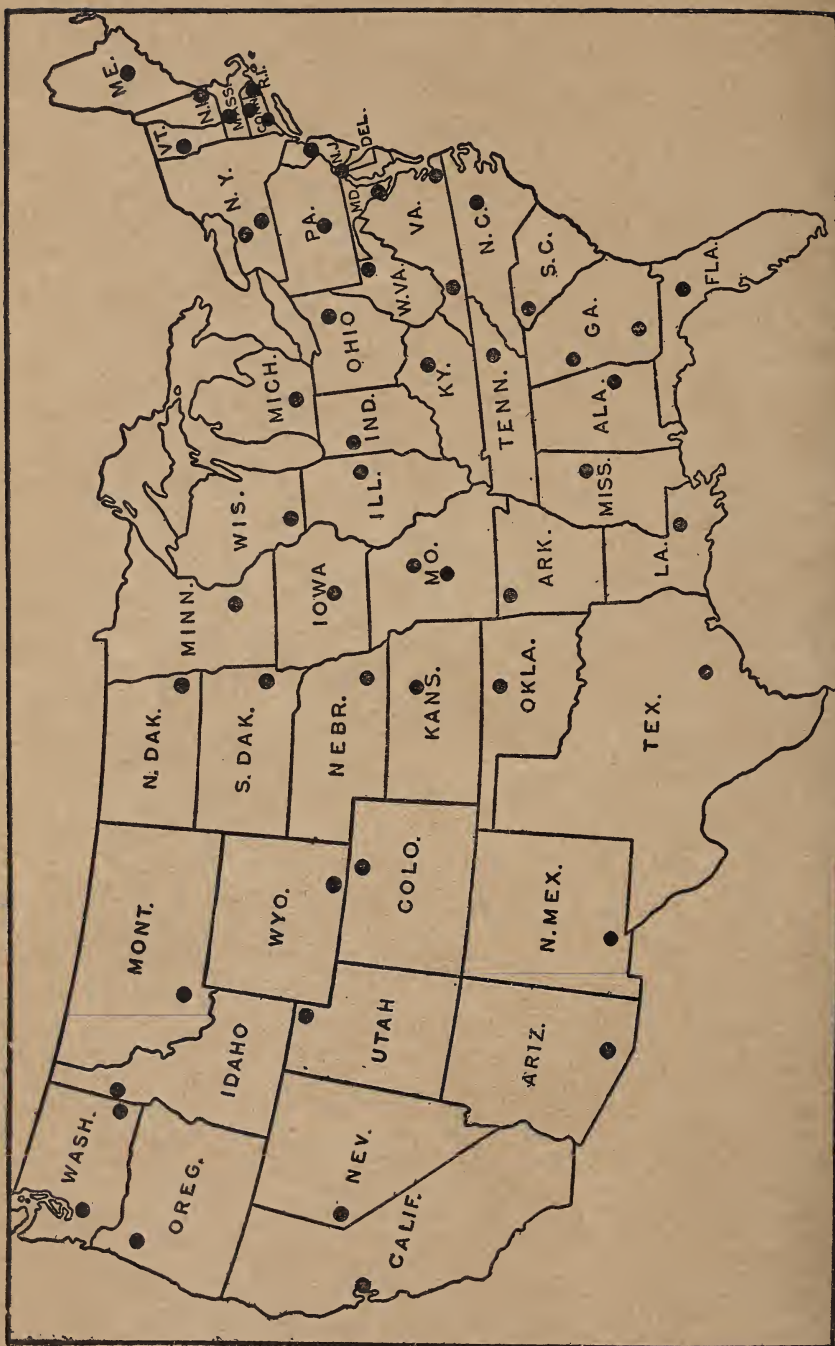 WASH.
OREG.
CALIF.
NEV.
IDAHO
MONT.
WYO.
UTAH
ARIZ.
COLO.
N.MEX.
N. DAK.
S. DAK.
NEBR.
KANS.
OKLA.
TEX.
MINN.
IOWA
MO.
ARK.
LA.
WIS.
ILL.
MICH.
IND.
OHIO
KY.
TENN.
MISS.
ALA.
GA.
FLA.
S.C.
N.C.
VA.
W.VA.
MD.
DEL.
N.J.
PA.
N.Y.
VT.
N.H.
ME.
MASS.
CONN.
R.I.